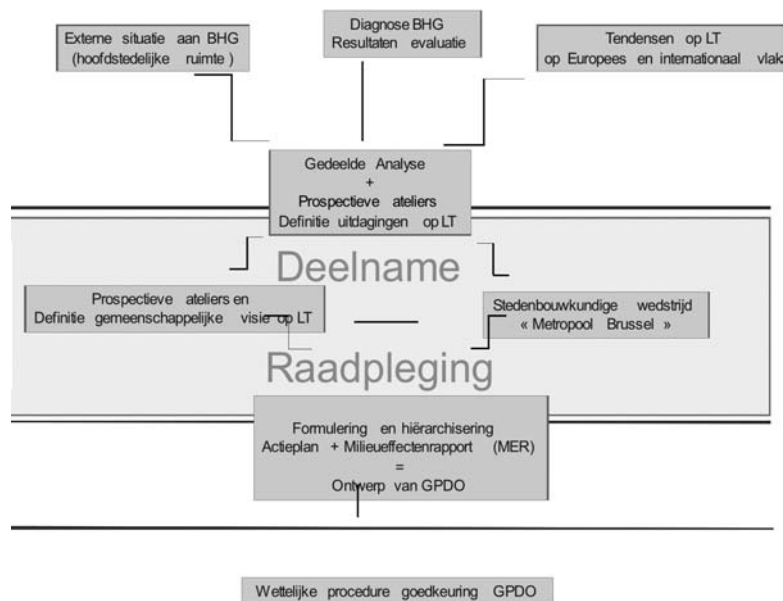 Externe situatie aan BHG
(hoofdstedelijke ruimte )
Diagnose BHG
Resultaten evaluatie
Tendensen op LT
op Europees en internationaal vlak
Gedeelde Analyse
+
Prospectieve ateliers
Definitie uitdagingen op LT
Deelname
Prospectieve ateliers en
Definitie gemeenschappelijke visie op LT
Stedenbouwkundige wedstrijd
« Metropool Brussel »
Raadpleging
Formulering en hiërarchisering
Actieplan + Milieueffectenrapport (MER)
=
Ontwerp van GPDO
Wettelijke procedure goedkeuring GPDO